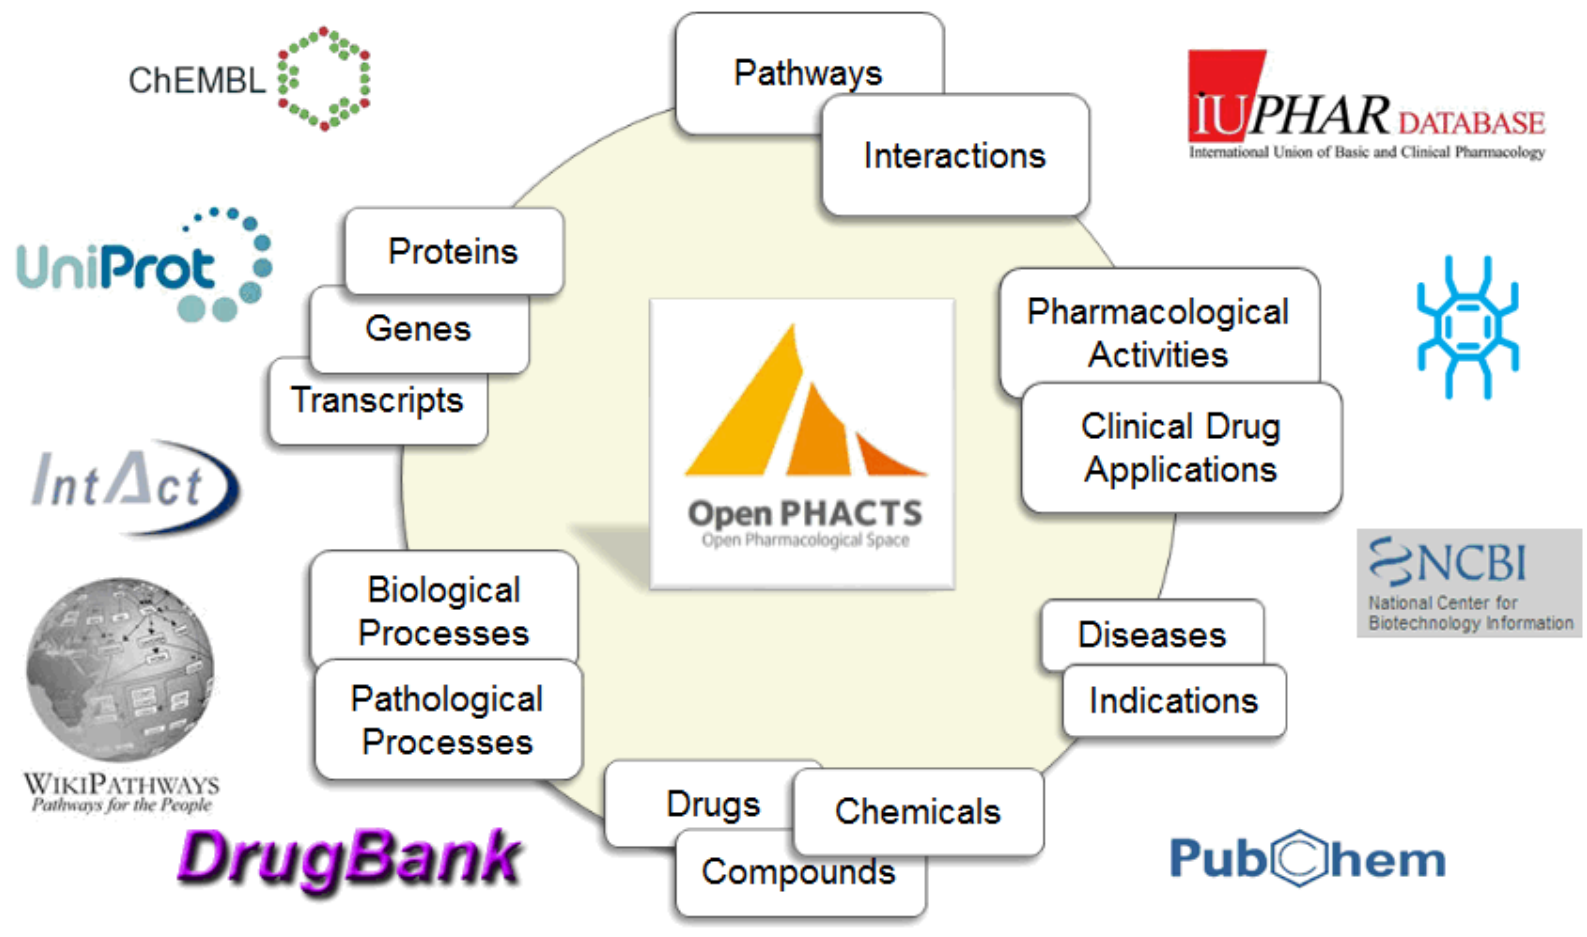 Pathways
Interactions
ChEMBL
IUPHAR DATABASE
International Union of Basic and Clinical Pharmacology
UniProt
Proteins
Genes
Transcripts
Pharmacological
Activities
Clinical Drug
Applications
IntAct
Open PHACTS
Open Pharmacological Space
NCBI
National Center for
Biotechnology Information
Biological
Processes
Pathological
Processes
Diseases
Indications
WIKIPATHWAYS
Pathways for the People
Drugs
Chemicals
Compounds
DrugBank
PubChem